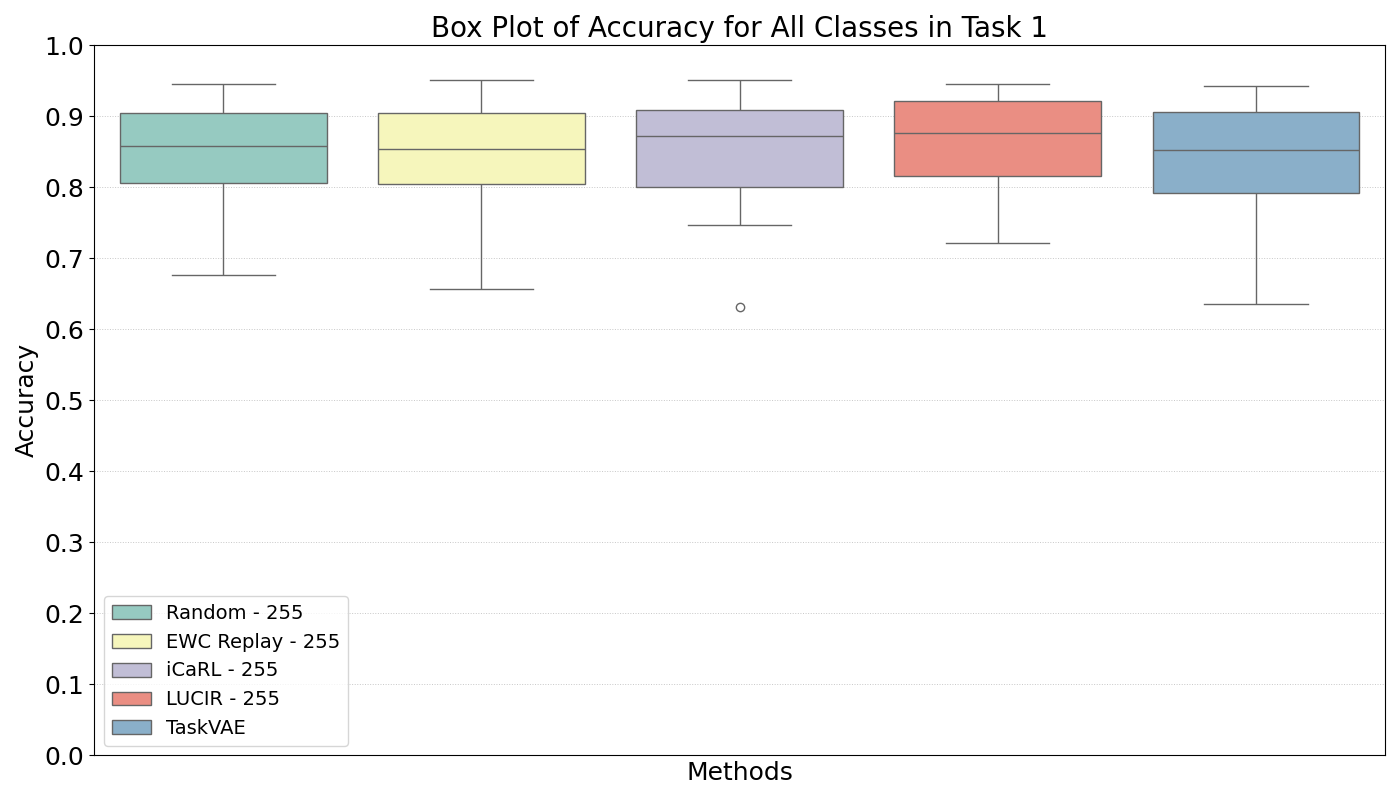 Box Plot of Accuracy for All Classes in Task 1
1.0
0.9
0.8
0.7
0.6
0.5
0.4
0.3
0.2
0.1
0.0
Accuracy
Random - 255
EWC Replay - 255
iCaRL - 255
LUCIR - 255
TaskVAE
Methods